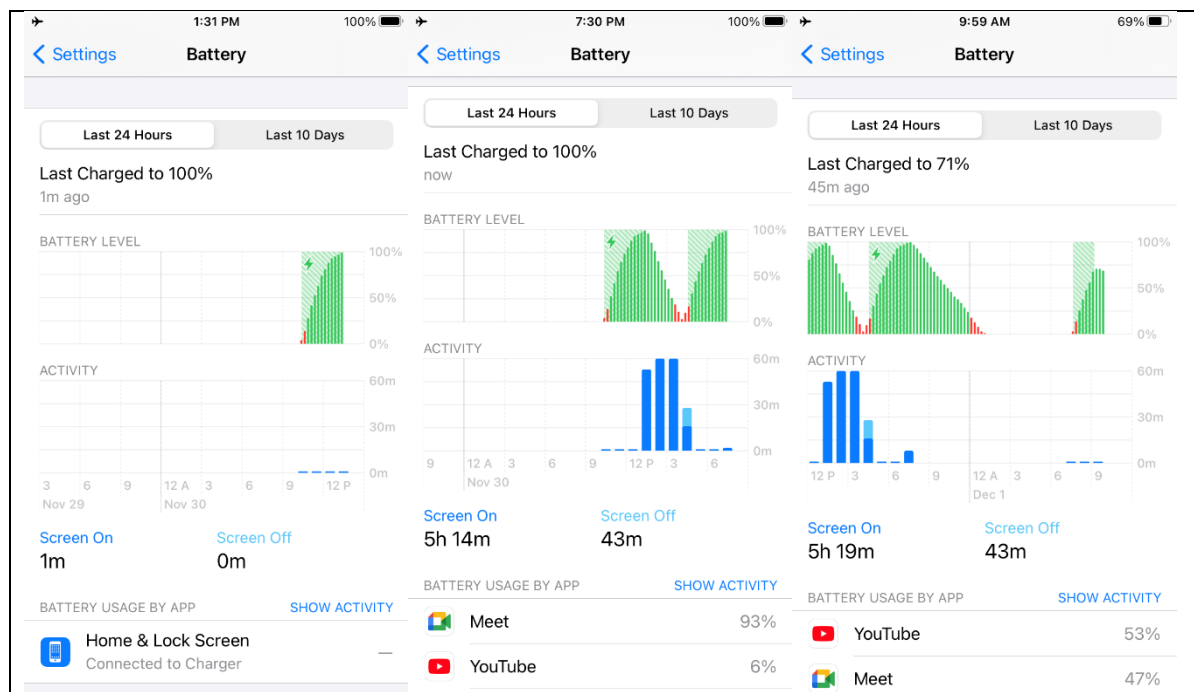 1:31 PM 100%
Settings Battery
Last 24 Hours Last 10 Days
Last Charged to 100%
1m ago
BATTERY LEVEL
100%
50%
0%
ACTIVITY
60m
30m
0m
3 6 9 12 A 3 6 9 12 P
Nov 29 Nov 30
Screen On Screen Off
1m 0m
BATTERY USAGE BY APP SHOW ACTIVITY
Home & Lock Screen
Connected to Charger —
7:30 PM 100%
Settings Battery
Last 24 Hours Last 10 Days
Last Charged to 100%
now
BATTERY LEVEL
100%
50%
0%
ACTIVITY
60m
30m
0m
9 12 A 3 6 9 12 P 3 6
Nov 30
Screen On Screen Off
5h 14m 43m
BATTERY USAGE BY APP SHOW ACTIVITY
Meet 93%
YouTube 6%
9:59 AM 69%
Settings Battery
Last 24 Hours Last 10 Days
Last Charged to 71%
45m ago
BATTERY LEVEL
100%
50%
0%
ACTIVITY
60m
30m
0m
12 P 3 6 9 12 A 3 6 9
Dec 1
Screen On Screen Off
5h 19m 43m
BATTERY USAGE BY APP SHOW ACTIVITY
YouTube 53%
Meet 47%